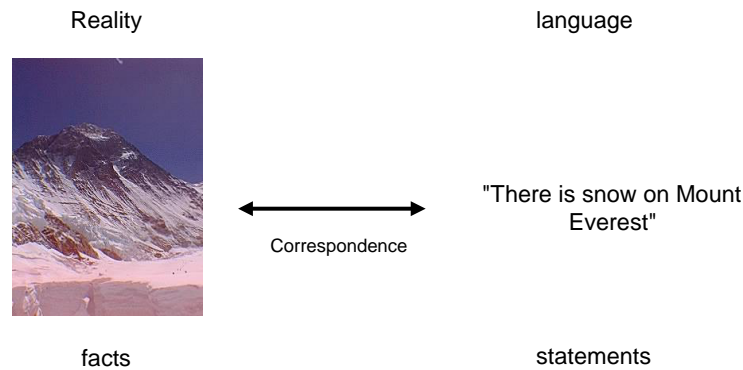 Reality
language
"There is snow on Mount
Everest"
Correspondence
facts
statements